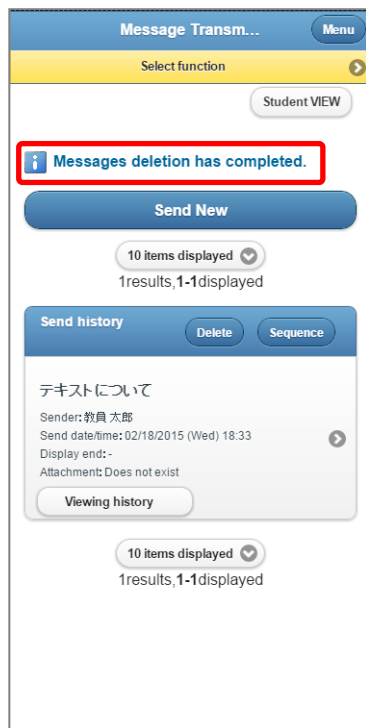 Message Transm...
Menu
Select function
Student VIEW
Messages deletion has completed.
Send New
10 items displayed
1results,1-1displayed
Send history
Delete
Sequence
テキストについて
Sender:教員 太郎
Send date/time:02/18/2015 (Wed) 18:33
Display end:-
Attachment:Does not exist
Viewing history
10 items displayed
1results,1-1displayed